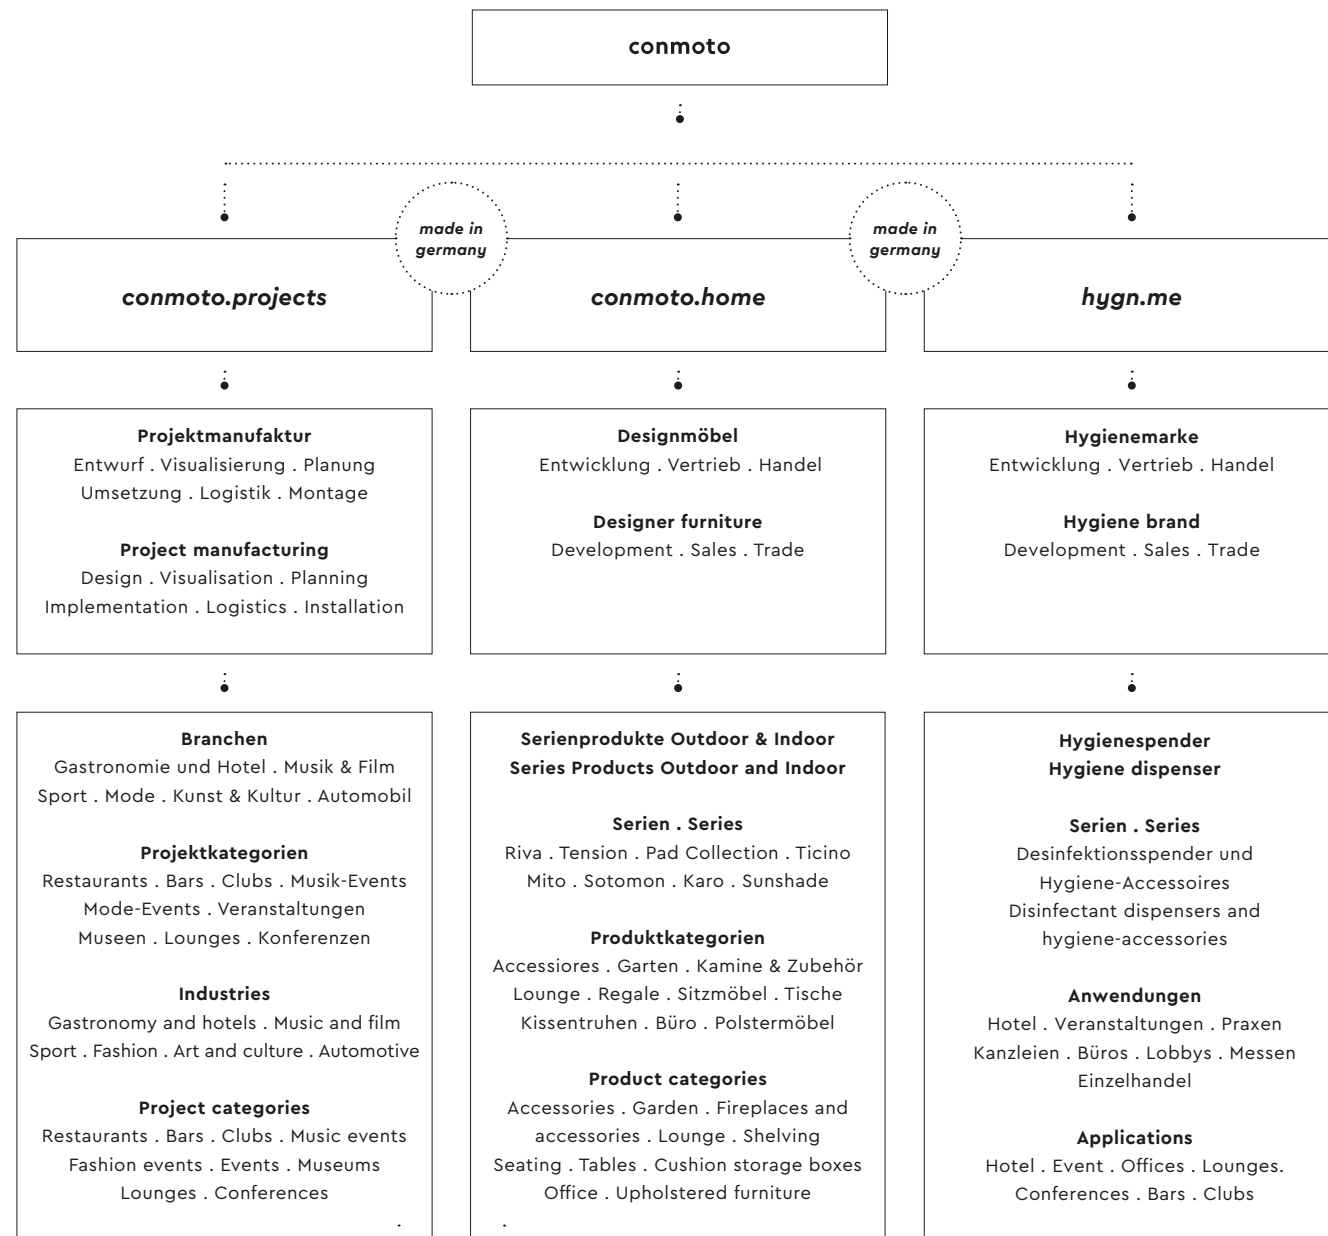 conmoto
made in
germany
made in
germany
conmoto.projects
conmoto.home
hygn.me
Projektmanufaktur
Entwurf . Visualisierung . Planung
Umsetzung . Logistik . Montage
Project manufacturing
Design . Visualisation . Planning
Implementation . Logistics . Installation
Designmöbel
Entwicklung . Vertrieb . Handel
Designer furniture
Development . Sales . Trade
Hygienemarke
Entwicklung . Vertrieb . Handel
Hygiene brand
Development . Sales . Trade
Branchen
Gastronomie und Hotel . Musik & Film
Sport . Mode . Kunst & Kultur . Automobil
Projektkategorien
Restaurants . Bars . Clubs . Musik-Events
Mode-Events . Veranstaltungen
Museen . Lounges . Konferenzen
Industries
Gastronomy and hotels . Music and film
Sport . Fashion . Art and culture . Automotive
Project categories
Restaurants . Bars . Clubs . Music events
Fashion events . Events . Museums
Lounges . Conferences
Serienprodukte Outdoor & Indoor
Series Products Outdoor and Indoor
Serien . Series
Riva . Tension . Pad Collection . Ticino
Mito . Sotomon . Karo . Sunshade
Produktkategorien
Accessiores . Garten . Kamine & Zubehör
Lounge . Regale . Sitzmöbel . Tische
Kissentruhen . Büro . Polstermöbel
Product categories
Accessories . Garden . Fireplaces and
accessories . Lounge . Shelving
Seating . Tables . Cushion storage boxes
Office . Upholstered furniture
Hygienespender
Hygiene dispenser
Serien . Series
Desinfektionsspender und
Hygiene-Accessoires
Disinfectant dispensers and
hygiene-accessories
Anwendungen
Hotel . Veranstaltungen . Praxen
Kanzleien . Büros . Lobbys . Messen
Einzelhandel
Applications
Hotel . Event . Offices . Lounges.
Conferences . Bars . Clubs